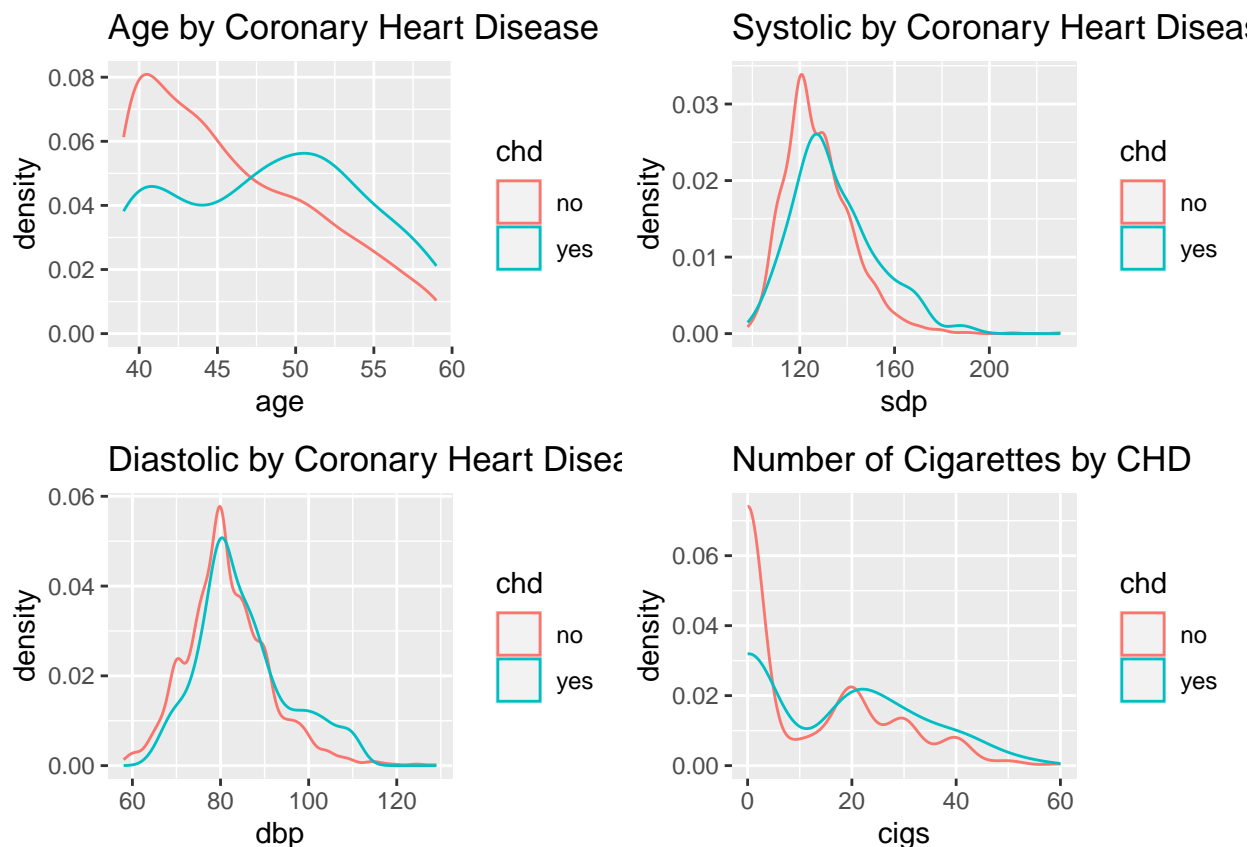 Age by Coronary Heart Disease
0.08
0.06
0.04
0.02
0.00
density
40 45 50 55 60
age
chd
no
yes
Systolic by Coronary Heart Diseas
0.03
0.02
0.01
0.00
density
120 160 200
sdp
chd
no
yes
Diastolic by Coronary Heart Disea
0.06
0.04
0.02
0.00
density
60 80 100 120
dbp
chd
no
yes
Number of Cigarettes by CHD
0.06
0.04
0.02
0.00
density
0 20 40 60
cigs
chd
no
yes